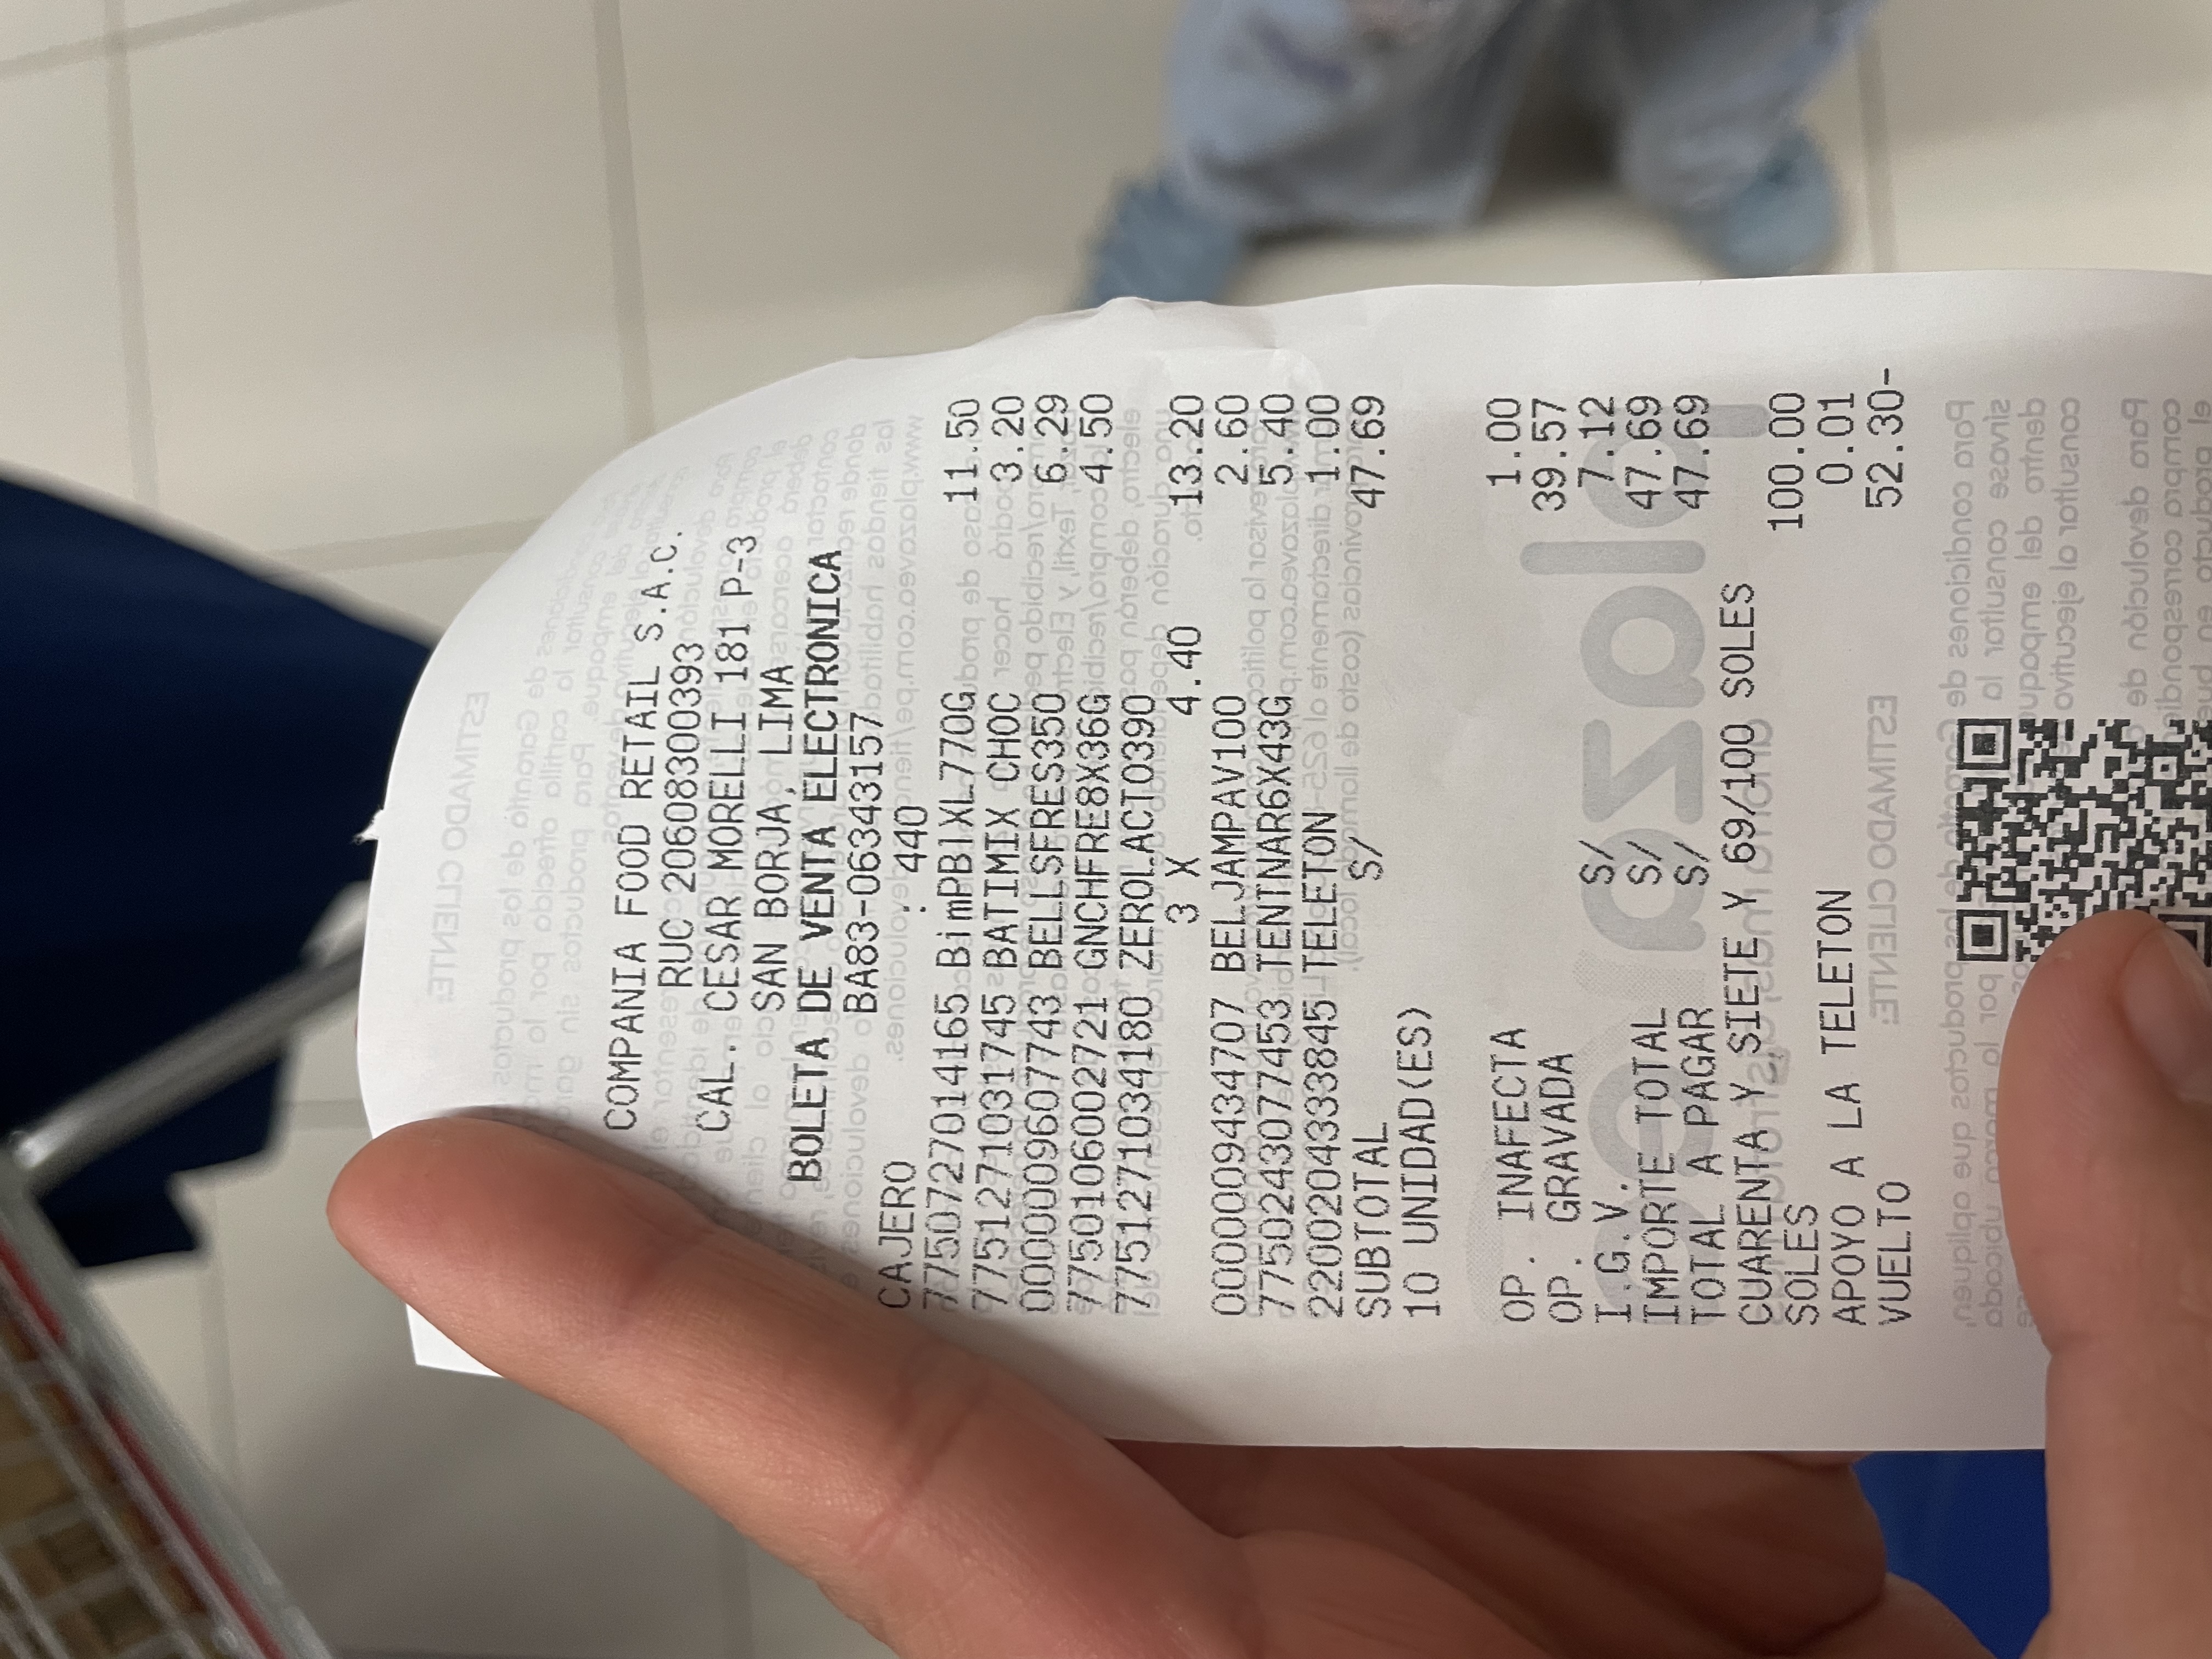 COMPANIA FOOD RETAIL S.A.C.
RUC 20608300393
CAL. CESAR MORELLI 181 P-3
SAN BORJA, LIMA
BOLETA DE VENTA ELECTRONICA
BA83-06343157
CAJERO : 440
7750727014165 BimPBlXL770G 11.50
7751271031745 BATIMIX CHOC 3.20
0000009607743 BELLSFRES350 6.29
7750106002721 GNCHFRE8X36G 4.50
7751271034180 ZEROLACTO390
3 X 4.40 13.20
0000009434707 BELJAMPAV100 2.60
7750243077453 TENTNAR6X43G 5.40
2200204333845 TELETON 1.00
SUBTOTAL S/ 47.69
10 UNIDAD(ES)
OP. INAFECTA 1.00
OP. GRAVADA 39.57
I.G.V. S/ 7.12
IMPORTE TOTAL S/ 47.69
TOTAL A PAGAR S/ 47.69
CUARENTA Y SIETE Y 69/100 SOLES
SOLES 100.00
APOYO A LA TELETON 0.01
VUELTO 52.30-